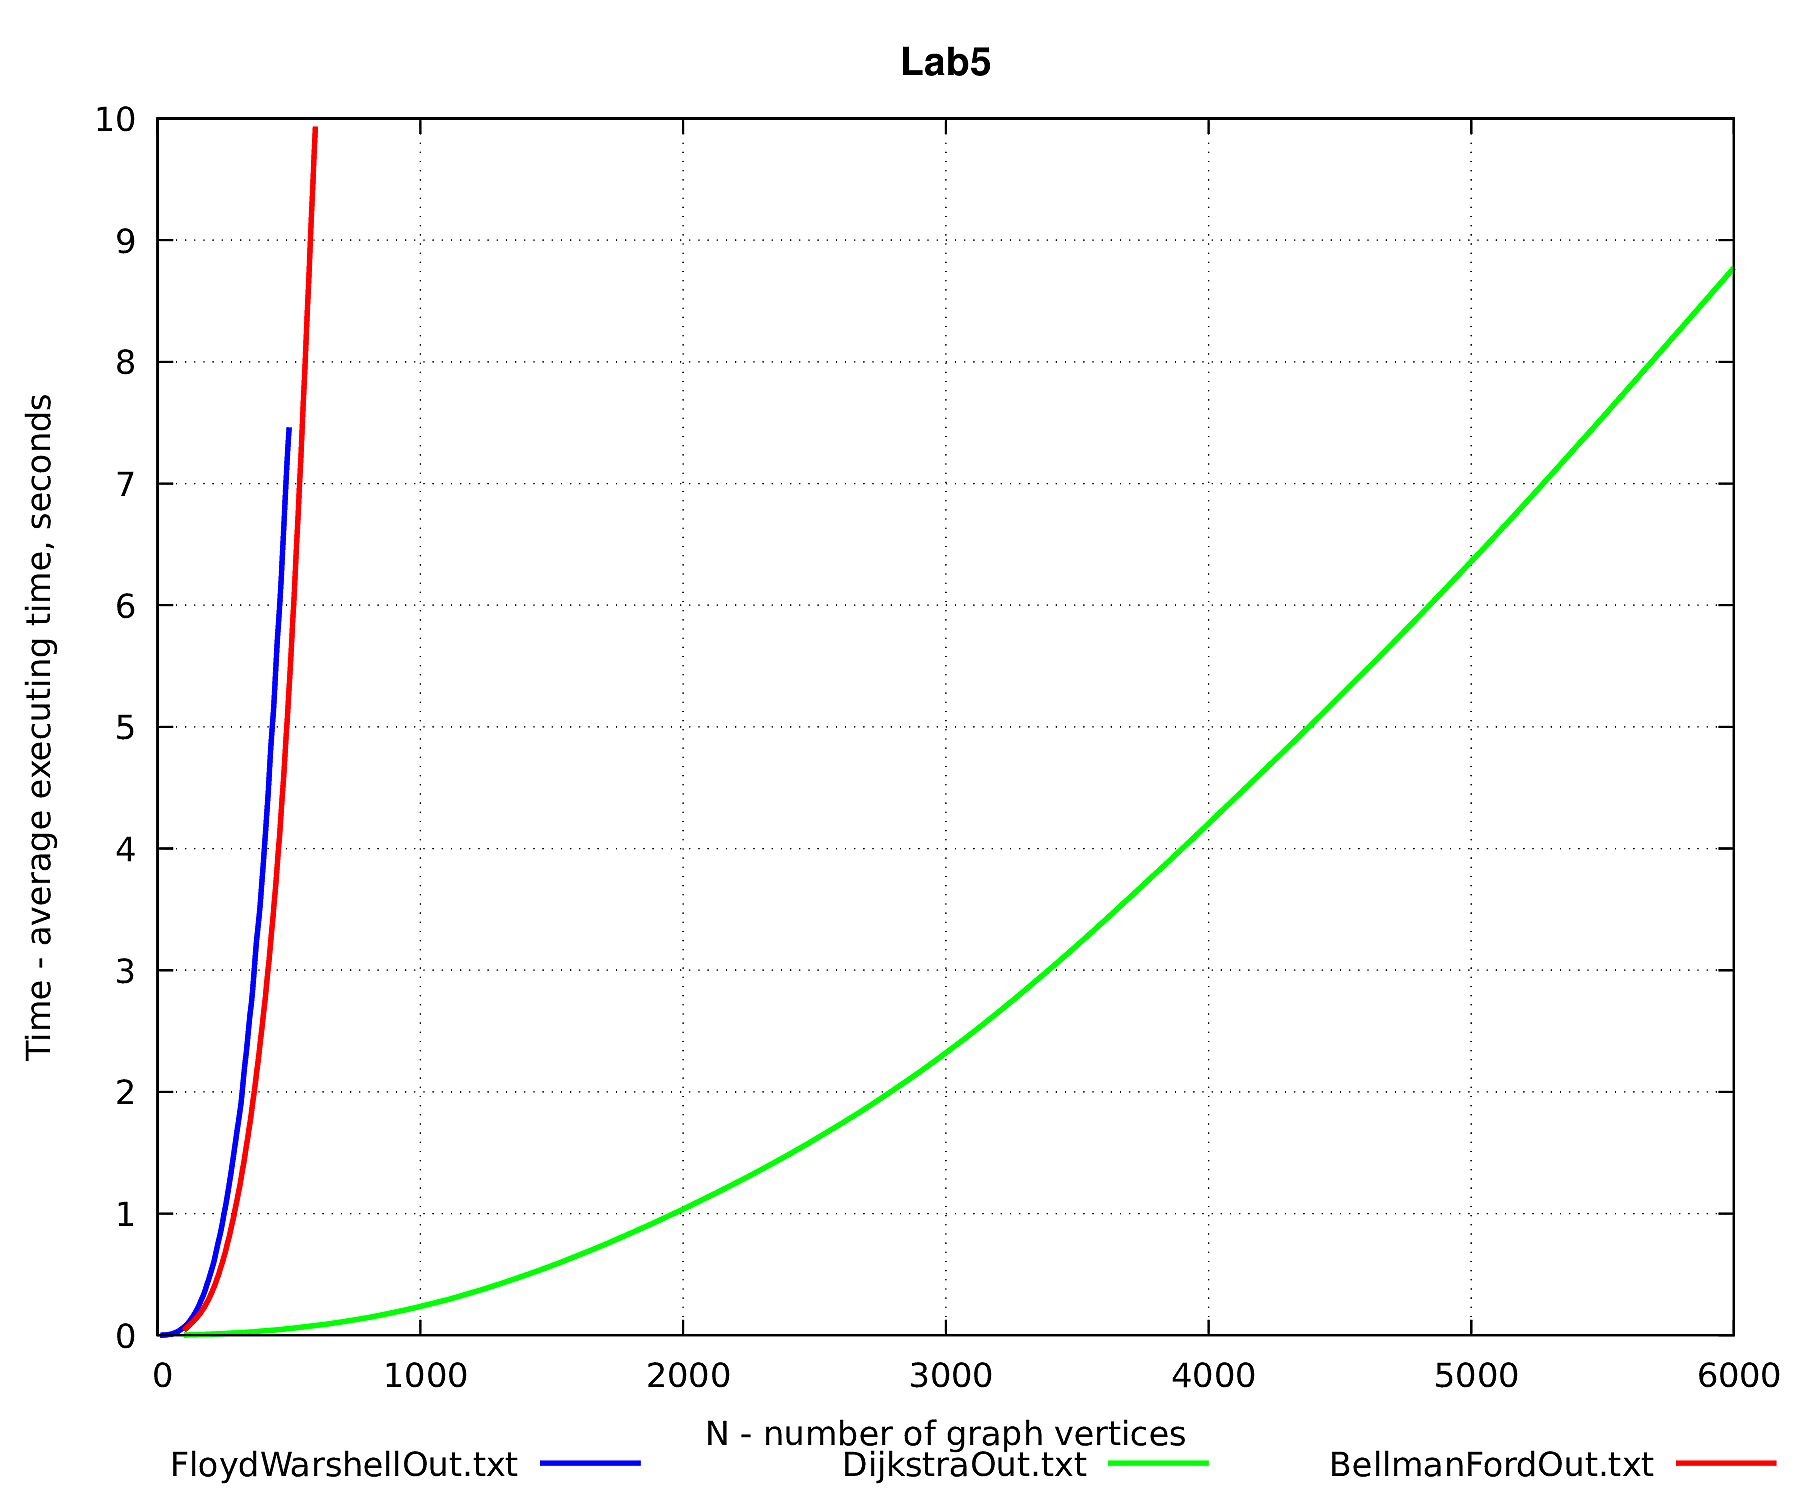 Lab5
10
9
8
7
6
5
4
3
2
1
0
Time - average executing time, seconds
0 1000 2000 3000 4000 5000 6000
N - number of graph vertices
FloydWarshellOut.txt DijkstraOut.txt BellmanFordOut.txt